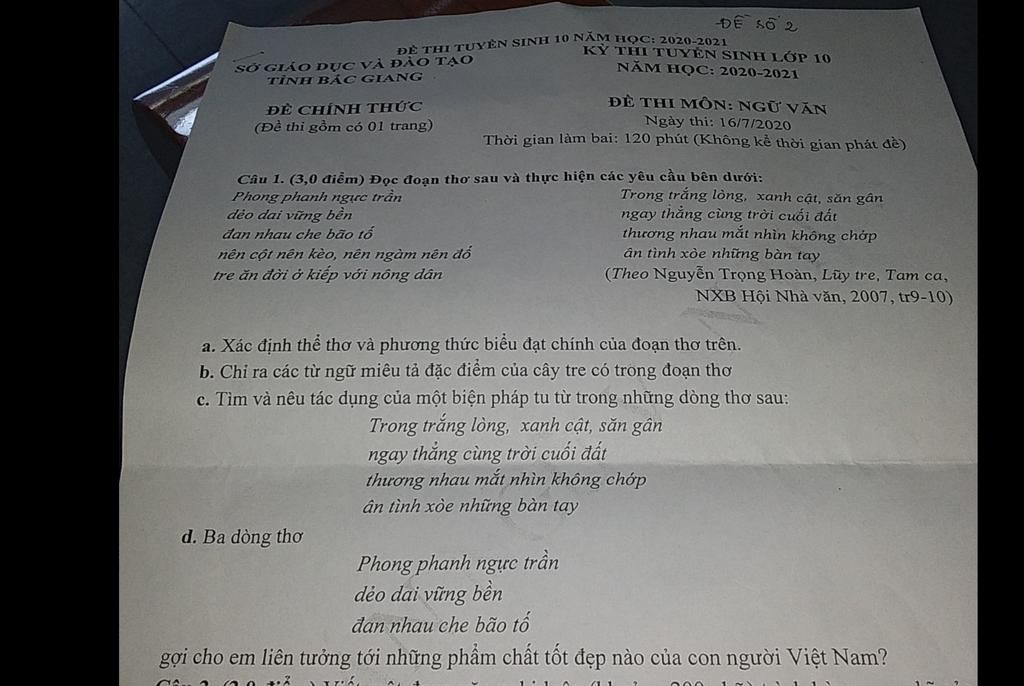 ĐỀ SỐ 2
ĐỀ THI TUYỂN SINH 10 NĂM HỌC: 2020-2021
SỞ GIÁO DỤC VÀ ĐÀO TẠO
TỈNH BẮC GIANG
KỲ THI TUYỂN SINH LỚP 10
NĂM HỌC: 2020-2021
ĐỀ CHÍNH THỨC
(Đề thi gồm có 01 trang)
ĐỀ THI MÔN: NGỮ VĂN
Ngày thi: 16/7/2020
Thời gian làm bai: 120 phút (Không kể thời gian phát đề)
Câu 1. (3,0 điểm) Đọc đoạn thơ sau và thực hiện các yêu cầu bên dưới:
Phong phanh ngực trần
dẻo dai vững bền
đan nhau che bão tố
nên cột nên kèo, nên ngàm nên đố
tre ăn đời ở kiếp với nông dân
Trong trắng lòng, xanh cật, săn gân
ngay thẳng cùng trời cuối đất
thương nhau mắt nhìn không chớp
ân tình xòe những bàn tay
(Theo Nguyễn Trọng Hoàn, Lũy tre, Tam ca,
NXB Hội Nhà văn, 2007, tr9-10)
a. Xác định thể thơ và phương thức biểu đạt chính của đoạn thơ trên.
b. Chỉ ra các từ ngữ miêu tả đặc điểm của cây tre có trong đoạn thơ
c. Tìm và nêu tác dụng của một biện pháp tu từ trong những dòng thơ sau:
Trong trắng lòng, xanh cật, săn gân
ngay thẳng cùng trời cuối đất
thương nhau mắt nhìn không chớp
ân tình xòe những bàn tay
d. Ba dòng thơ
Phong phanh ngực trần
dẻo dai vững bền
đan nhau che bão tố
gợi cho em liên tưởng tới những phẩm chất tốt đẹp nào của con người Việt Nam?